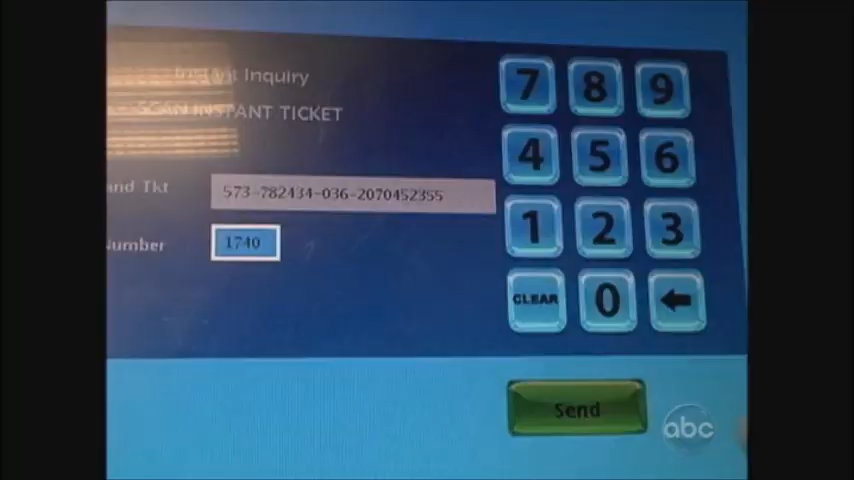 Instant Inquiry
SCAN INSTANT TICKET
and Tkt 573-782434-036-2070452355
Number 1740
7 8 9
4 5 6
1 2 3
CLEAR 0
Send
abc